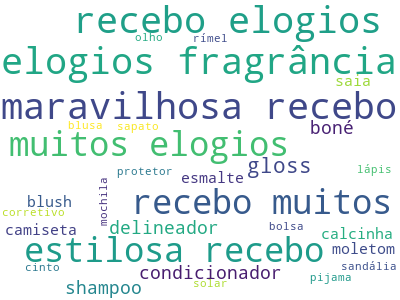 recebo elogios
olho rímel
elogios fragrância
saia
maravilhosa recebo
blusa sapato boné
muitos elogios
gloss
protetor lápis
esmalte
mochila
blush recebo muitos
corretivo
camiseta delineador bolsa calcinha
estilosa recebo moletom
cinto condicionador sandália
pijama
shampoo solar